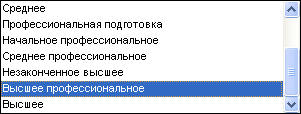 Среднее
Профессиональная подготовка
Начальное профессиональное
Среднее профессиональное
Незаконченное высшее
Высшее профессиональное
Высшее